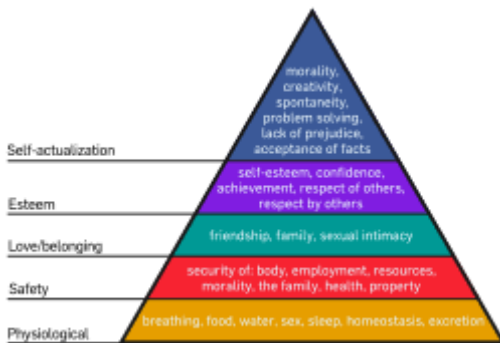 morality,
creativity,
spontaneity,
problem solving,
lack of prejudice,
acceptance of facts
Self-actualization
self-esteem, confidence,
achievement, respect of others,
respect by others
Esteem
friendship, family, sexual intimacy
Love/belonging
security of: body, employment, resources,
morality, the family, health, property
Safety
breathing, food, water, sex, sleep, homeostasis, excretion
Physiological